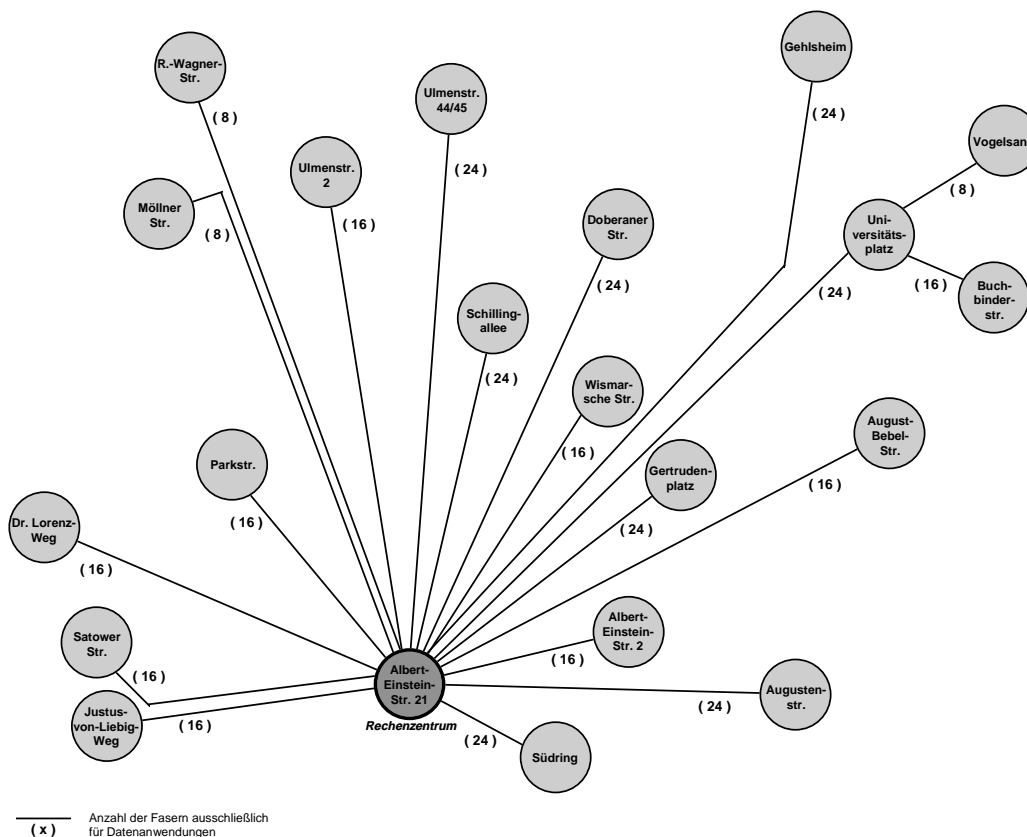 Gehlsheim
R.-Wagner-
Str.
( 8 )
Ulmenstr.
44/45
( 24 )
( 24 )
Vogelsan
( 8 )
Ulmenstr.
2
( 16 )
Möllner
Str.
( 8 )
Doberaner
Str.
( 24 )
Uni-
versitäts-
platz
( 24 )
( 16 )
Buch-
binder-
str.
Schilling-
allee
( 24 )
Wismar-
sche Str.
( 16 )
August-
Bebel-
Str.
( 16 )
Parkstr.
( 16 )
Gertruden-
platz
( 24 )
Dr. Lorenz-
Weg
( 16 )
Satower
Str.
( 16 )
Albert-
Einstein-
Str. 2
( 16 )
Albert-
Einstein-
Str. 21
Rechenzentrum
Augusten-
str.
( 24 )
Justus-
von-Liebig-
Weg
( 16 )
( 24 )
Südring
( x )
Anzahl der Fasern ausschließlich
für Datenanwendungen